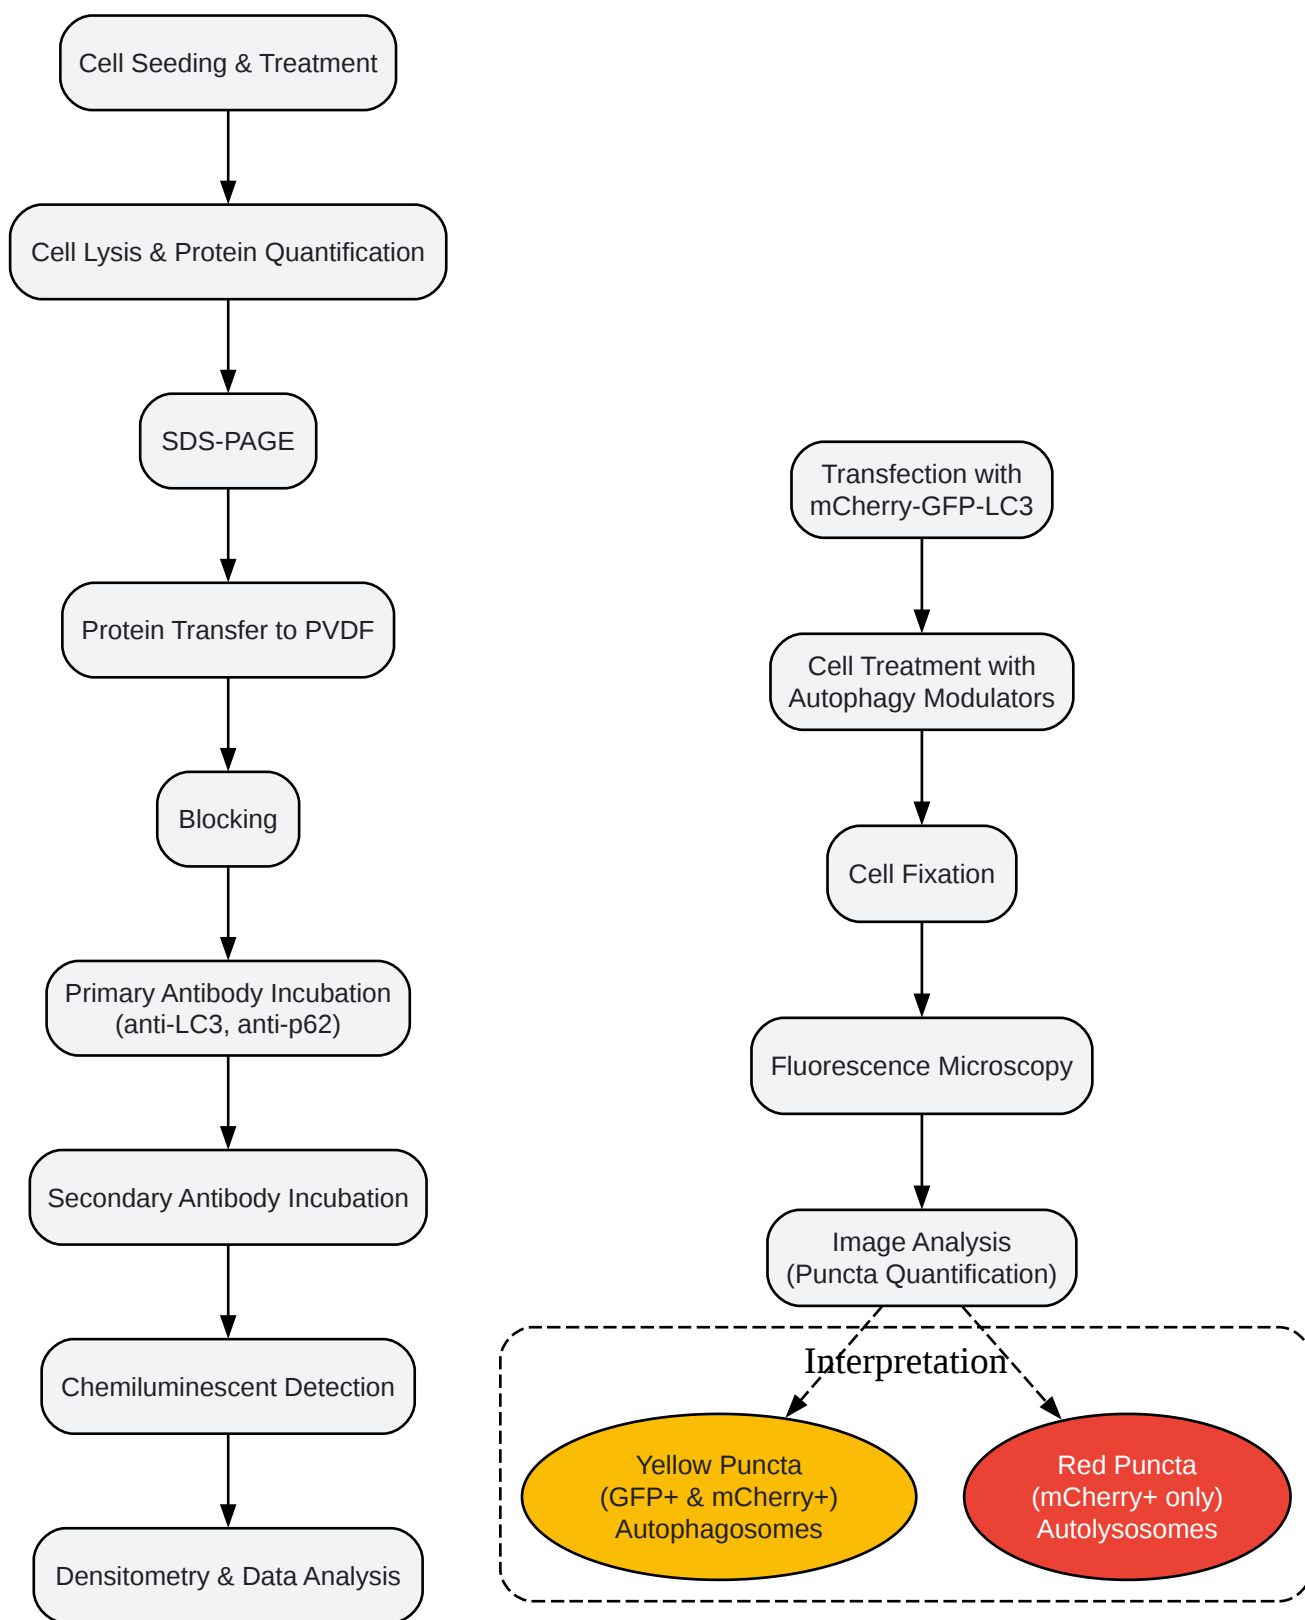 Cell Seeding & Treatment
Cell Lysis & Protein Quantification
SDS-PAGE
Protein Transfer to PVDF
Blocking
Primary Antibody Incubation
(anti-LC3, anti-p62)
Secondary Antibody Incubation
Chemiluminescent Detection
Densitometry & Data Analysis
Transfection with
mCherry-GFP-LC3
Cell Treatment with
Autophagy Modulators
Cell Fixation
Fluorescence Microscopy
Image Analysis
(Puncta Quantification)
Interpretation
Yellow Puncta
(GFP+ & mCherry+)
Autophagosomes
Red Puncta
(mCherry+ only)
Autolysosomes